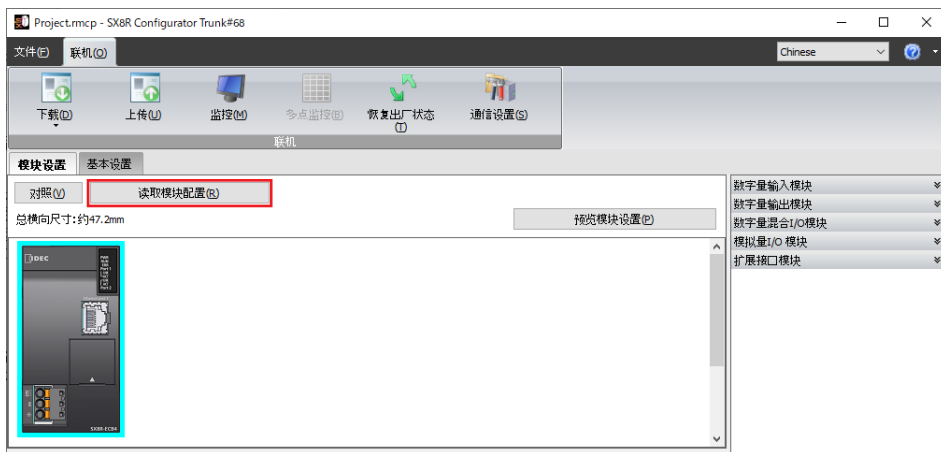 Project.rmcp - SX8R Configurator Trunk#68
文件(F) 联机(O) Chinese
下载(D) 上传(U) 监控(M) 多点监控(B) 恢复出厂状态(T) 通信设置(S)
联机
模块设置 基本设置
对照(V) 读取模块配置(R)
总横向尺寸:约47.2mm 预览模块设置(P)
数字量输入模块
数字量输出模块
数字量混合I/O模块
模拟量I/O 模块
扩展接口模块
IDEC
PWR
RUN
ERR
SX8R-ECB4